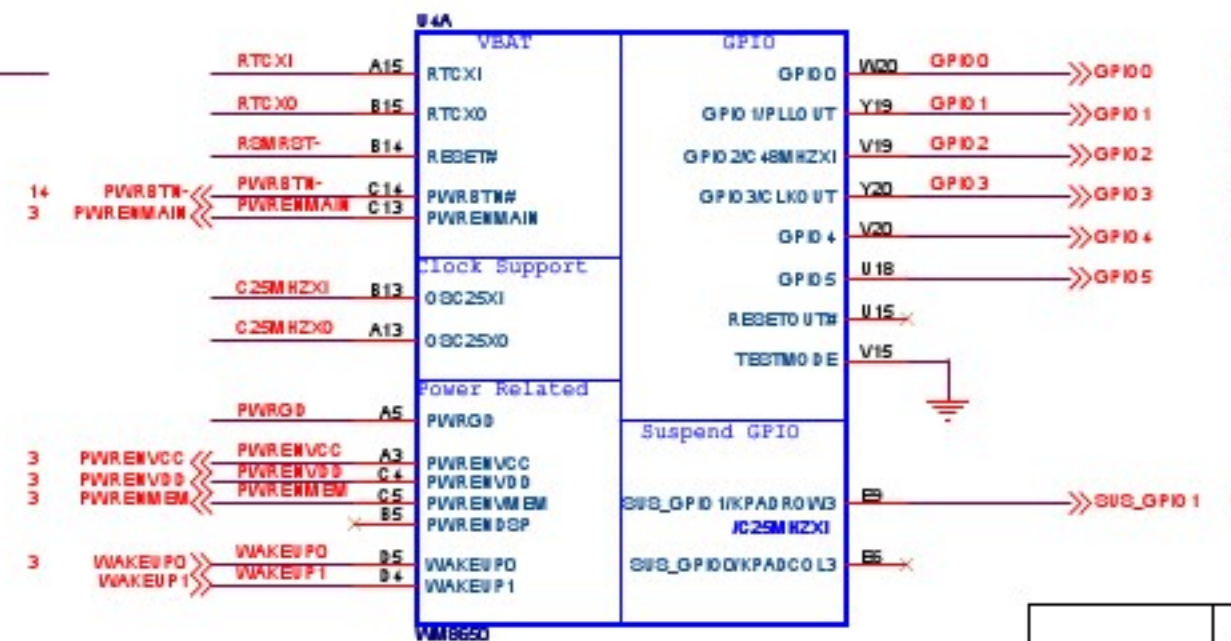 U4A
VBAT GPIO
RTCXI A15 RTCXI GPIO0 W20 GPIO0 GPIO0
RTCXO B15 RTCXO GPIO1/PLLOUT Y19 GPIO1 GPIO1
RSMRST- B14 RESET# GPIO2/C48MHZXI V19 GPIO2 GPIO2
14 PWRBTN- PWRBTN- C14 PWRBTN# GPIO3/CLKOUT Y20 GPIO3 GPIO3
3 PWRENMAIN PWRENMAIN C13 PWRENMAIN
GPIO4 V20 GPIO4
Clock Support
GPIO5 U18 GPIO5
C25MHZXI B13 OSC25XI
RESETOUT# U15
C25MHZXO A13 OSC25XO
TESTMODE V15
Power Related
PWRGD A5 PWRGD
Suspend GPIO
3 PWRENVCC PWRENVCC A3 PWRENVCC
3 PWRENVDD PWRENVDD C4 PWRENVDD
3 PWRENMEM PWRENMEM C5 PWRENVMEM SUS_GPIO1/KPADROW3 E9 SUS_GPIO1
B5 PWRENDSP /C25MHZXI
3 WAKEUP0 WAKEUP0 D5 WAKEUP0 SUS_GPIO0/KPADCOL3 E6
WAKEUP1 WAKEUP1 D4 WAKEUP1
WM8650